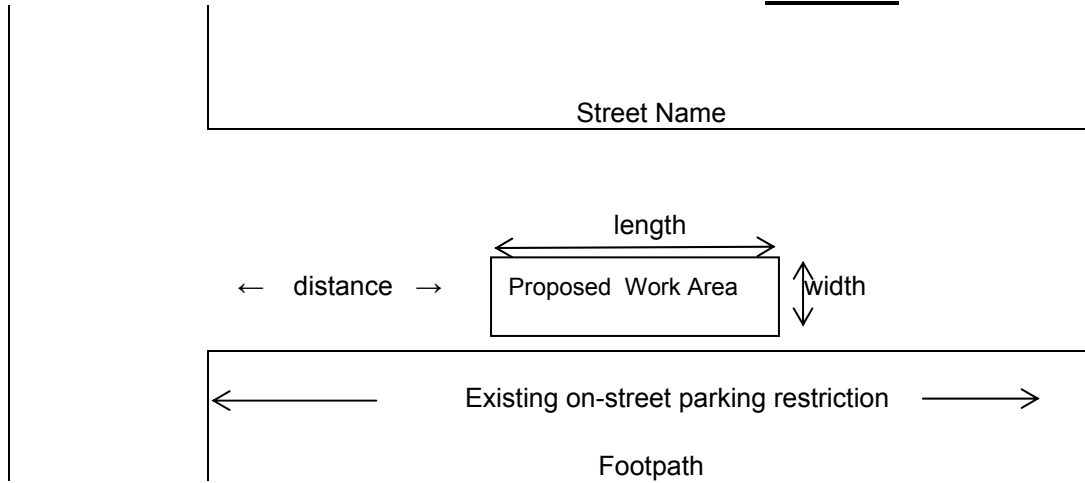 Street Name
length
← distance → Proposed Work Area width
Existing on-street parking restriction
Footpath